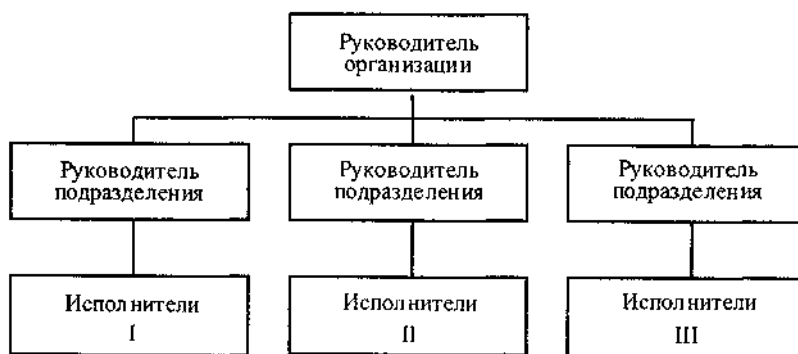 Руководитель
организации
Руководитель
подразделения
Руководитель
подразделения
Руководитель
подразделения
Исполнители
I
Исполнители
II
Исполнители
III